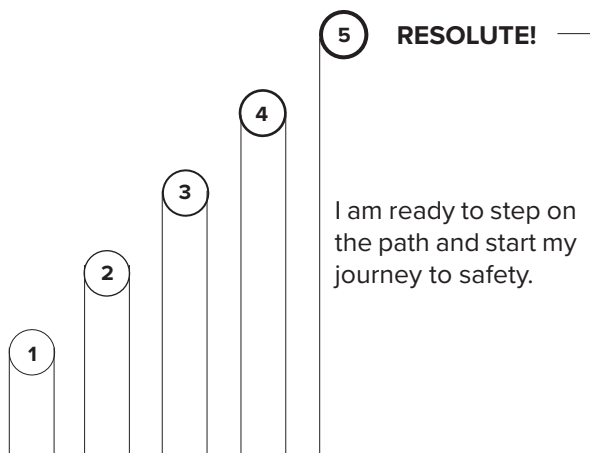 5 RESOLUTE!
4
3
I am ready to step on
the path and start my
journey to safety.
2
1